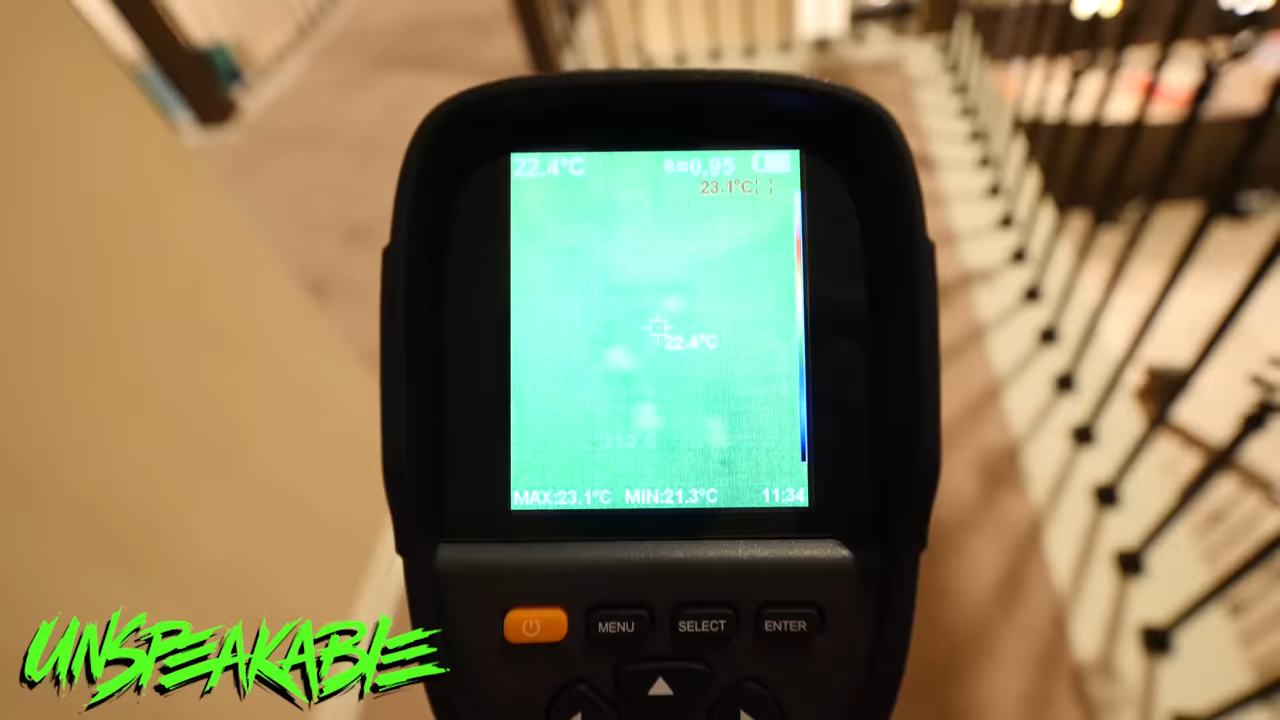 22.4°C e=0.95
23.1°C
22.4°C
MAX:23.1°C MIN:21.3°C 11:34
MENU SELECT ENTER
UNSPEAKABLE